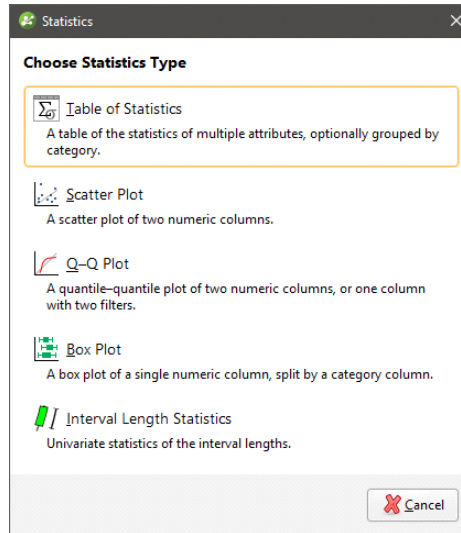 Statistics
Choose Statistics Type
Table of Statistics
A table of the statistics of multiple attributes, optionally grouped by
category.
Scatter Plot
A scatter plot of two numeric columns.
Q–Q Plot
A quantile–quantile plot of two numeric columns, or one column
with two filters.
Box Plot
A box plot of a single numeric column, split by a category column.
Interval Length Statistics
Univariate statistics of the interval lengths.
Cancel